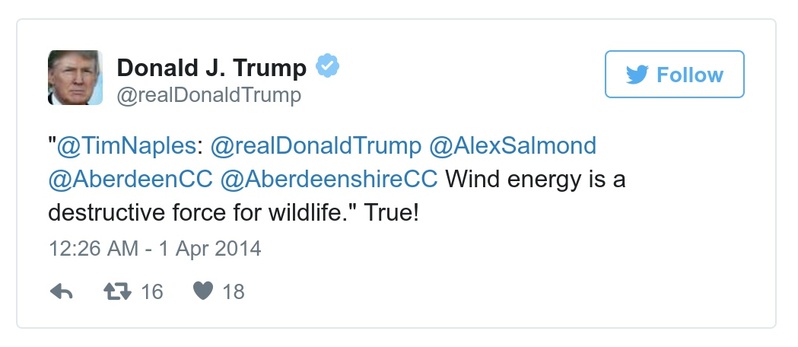 Donald J. Trump
@realDonaldTrump
Follow
"@TimNaples: @realDonaldTrump @AlexSalmond
@AberdeenCC @AberdeenshireCC Wind energy is a
destructive force for wildlife." True!
12:26 AM - 1 Apr 2014
16 18